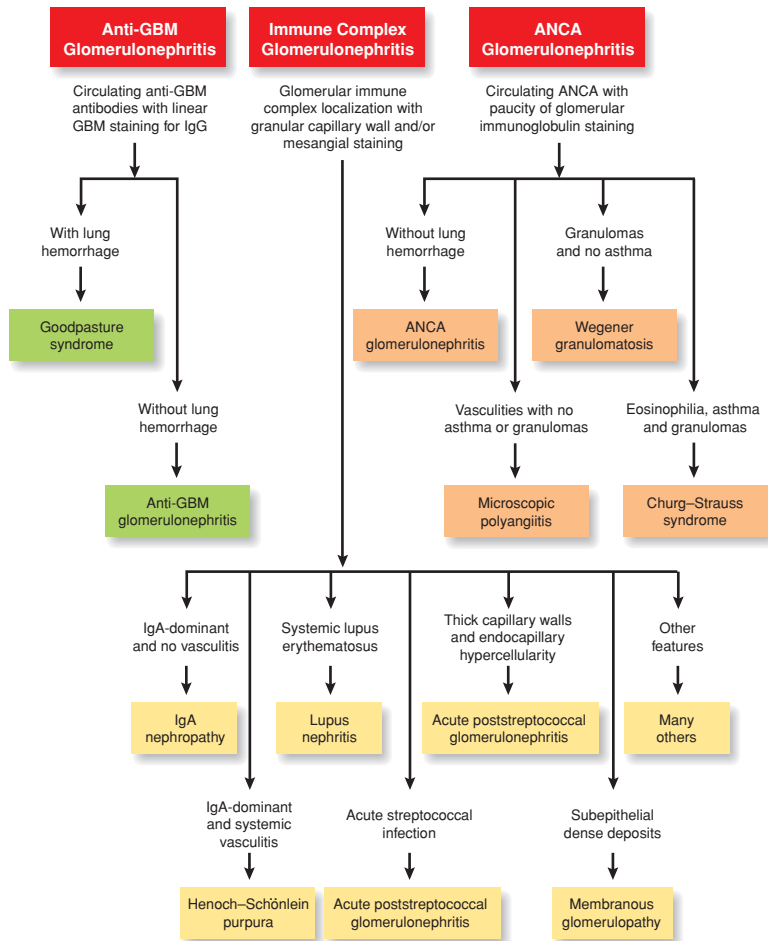 Anti-GBM
Glomerulonephritis
Circulating anti-GBM
antibodies with linear
GBM staining for IgG
With lung
hemorrhage
Goodpasture
syndrome
Without lung
hemorrhage
Anti-GBM
glomerulonephritis
Immune Complex
Glomerulonephritis
Glomerular immune
complex localization with
granular capillary wall and/or
mesangial staining
ANCA
Glomerulonephritis
Circulating ANCA with
paucity of glomerular
immunoglobulin staining
Without lung
hemorrhage
ANCA
glomerulonephritis
Granulomas
and no asthma
Wegener
granulomatosis
Vasculities with no
asthma or granulomas
Microscopic
polyangiitis
Eosinophilia, asthma
and granulomas
Churg–Strauss
syndrome
IgA-dominant
and no vasculitis
IgA
nephropathy
Systemic lupus
erythematosus
Lupus
nephritis
Thick capillary walls
and endocapillary
hypercellularity
Acute poststreptococcal
glomerulonephritis
Other
features
Many
others
IgA-dominant
and systemic
vasculitis
Henoch–Schönlein
purpura
Acute streptococcal
infection
Acute poststreptococcal
glomerulonephritis
Subepithelial
dense deposits
Membranous
glomerulopathy